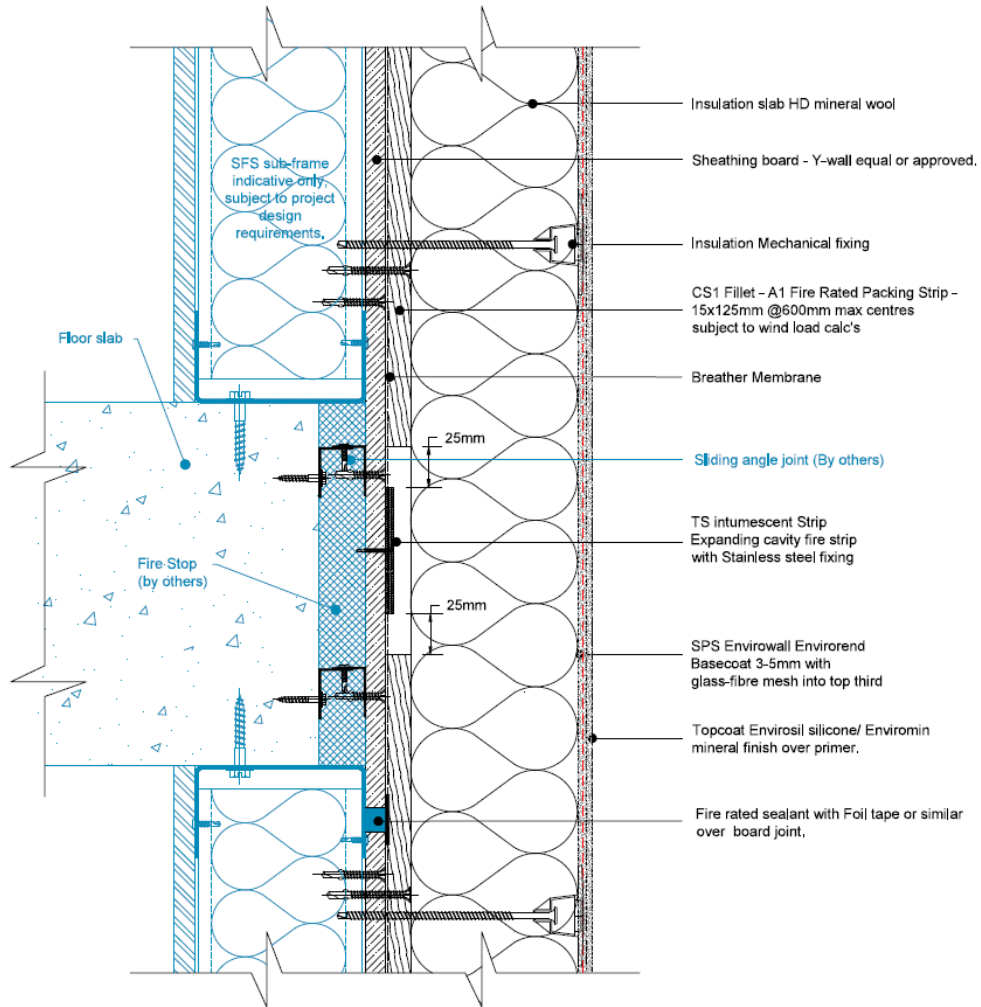 Insulation slab HD mineral wool
Sheathing board - Y-wall equal or approved.
SFS sub-frame
indicative only,
subject to project
design
requirements.
Insulation Mechanical fixing
CS1 Fillet - A1 Fire Rated Packing Strip -
15x125mm @600mm max centres
subject to wind load calc's
Floor slab
Breather Membrane
25mm
Sliding angle joint (By others)
TS intumescent Strip
Expanding cavity fire strip
with Stainless steel fixing
Fire Stop
(by others)
25mm
SPS Envirowall Envirorend
Basecoat 3-5mm with
glass-fibre mesh into top third
Topcoat Envirosil silicone/ Enviromin
mineral finish over primer.
Fire rated sealant with Foil tape or similar
over board joint.